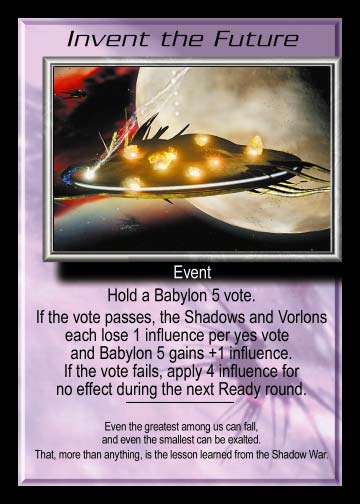 Invent the Future
Event
Hold a Babylon 5 vote.
If the vote passes, the Shadows and Vorlons
each lose 1 influence per yes vote
and Babylon 5 gains +1 influence.
If the vote fails, apply 4 influence for
no effect during the next Ready round.
Even the greatest among us can fall,
and even the smallest can be exalted.
That, more than anything, is the lesson learned from the Shadow War.